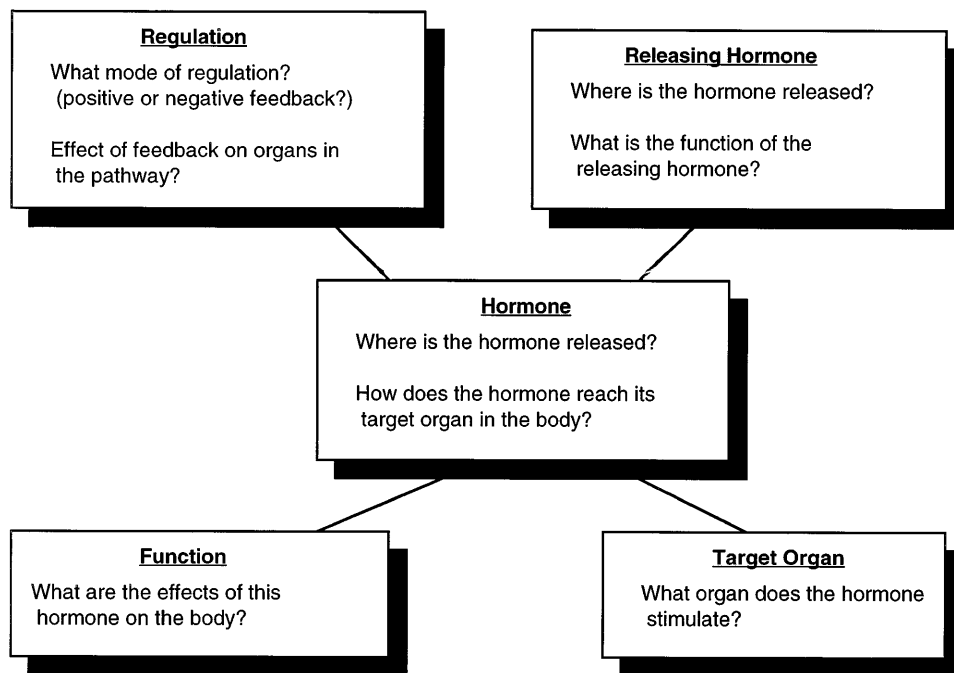 Regulation
What mode of regulation?
(positive or negative feedback?)
Effect of feedback on organs in
the pathway?
Releasing Hormone
Where is the hormone released?
What is the function of the
releasing hormone?
Hormone
Where is the hormone released?
How does the hormone reach its
target organ in the body?
Function
What are the effects of this
hormone on the body?
Target Organ
What organ does the hormone
stimulate?